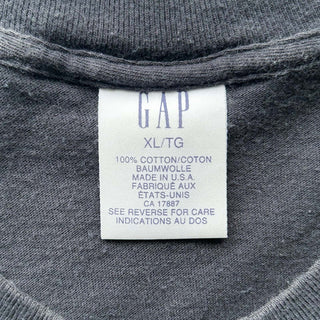 GAP
XL/TG
100% COTTON/COTON
BAUMWOLLE
MADE IN U.S.A.
FABRIQUÉ AUX
ÉTATS-UNIS
CA 17887
SEE REVERSE FOR CARE
INDICATIONS AU DOS